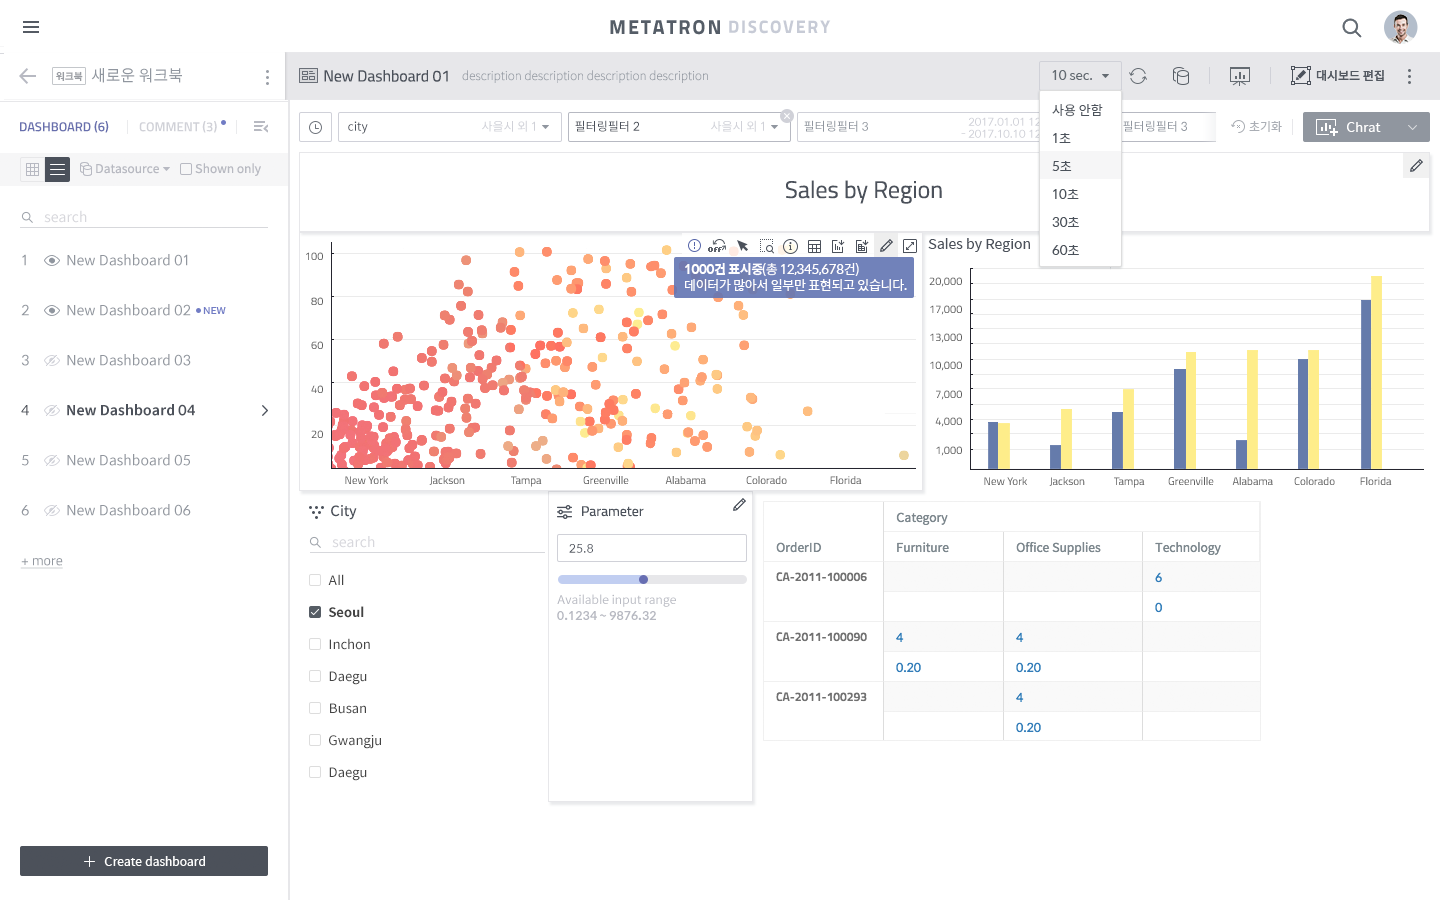 METATRON DISCOVERY
워크북 새로운 워크북
New Dashboard 01 description description description description
10 sec.
대시보드 편집
사용 안함
1초
5초
10초
30초
60초
DASHBOARD (6) COMMENT (3)
Datasource Shown only
search
1 New Dashboard 01
2 New Dashboard 02 NEW
3 New Dashboard 03
4 New Dashboard 04
5 New Dashboard 05
6 New Dashboard 06
+ more
Create dashboard
city 사울시 외 1
필터링필터 2 사울시 외 1
필터링필터 3 2017.01.01 12
~ 2017.10.10 12
필터링필터 3
초기화
Chrat
Sales by Region
OFF
1000건 표시중(총 12,345,678건)
데이터가 많아서 일부만 표현되고 있습니다.
100
80
60
40
20
New York Jackson Tampa Greenville Alabama Colorado Florida
Sales by Region
20,000
17,000
13,000
10,000
7,000
4,000
1,000
New York Jackson Tampa Greenville Alabama Colorado Florida
City
search
All
Seoul
Inchon
Daegu
Busan
Gwangju
Daegu
Parameter
25.8
Available input range
0.1234 ~ 9876.32
Category
OrderID Furniture Office Supplies Technology
CA-2011-100006 6
0
CA-2011-100090 4 4
0.20 0.20
CA-2011-100293 4
0.20